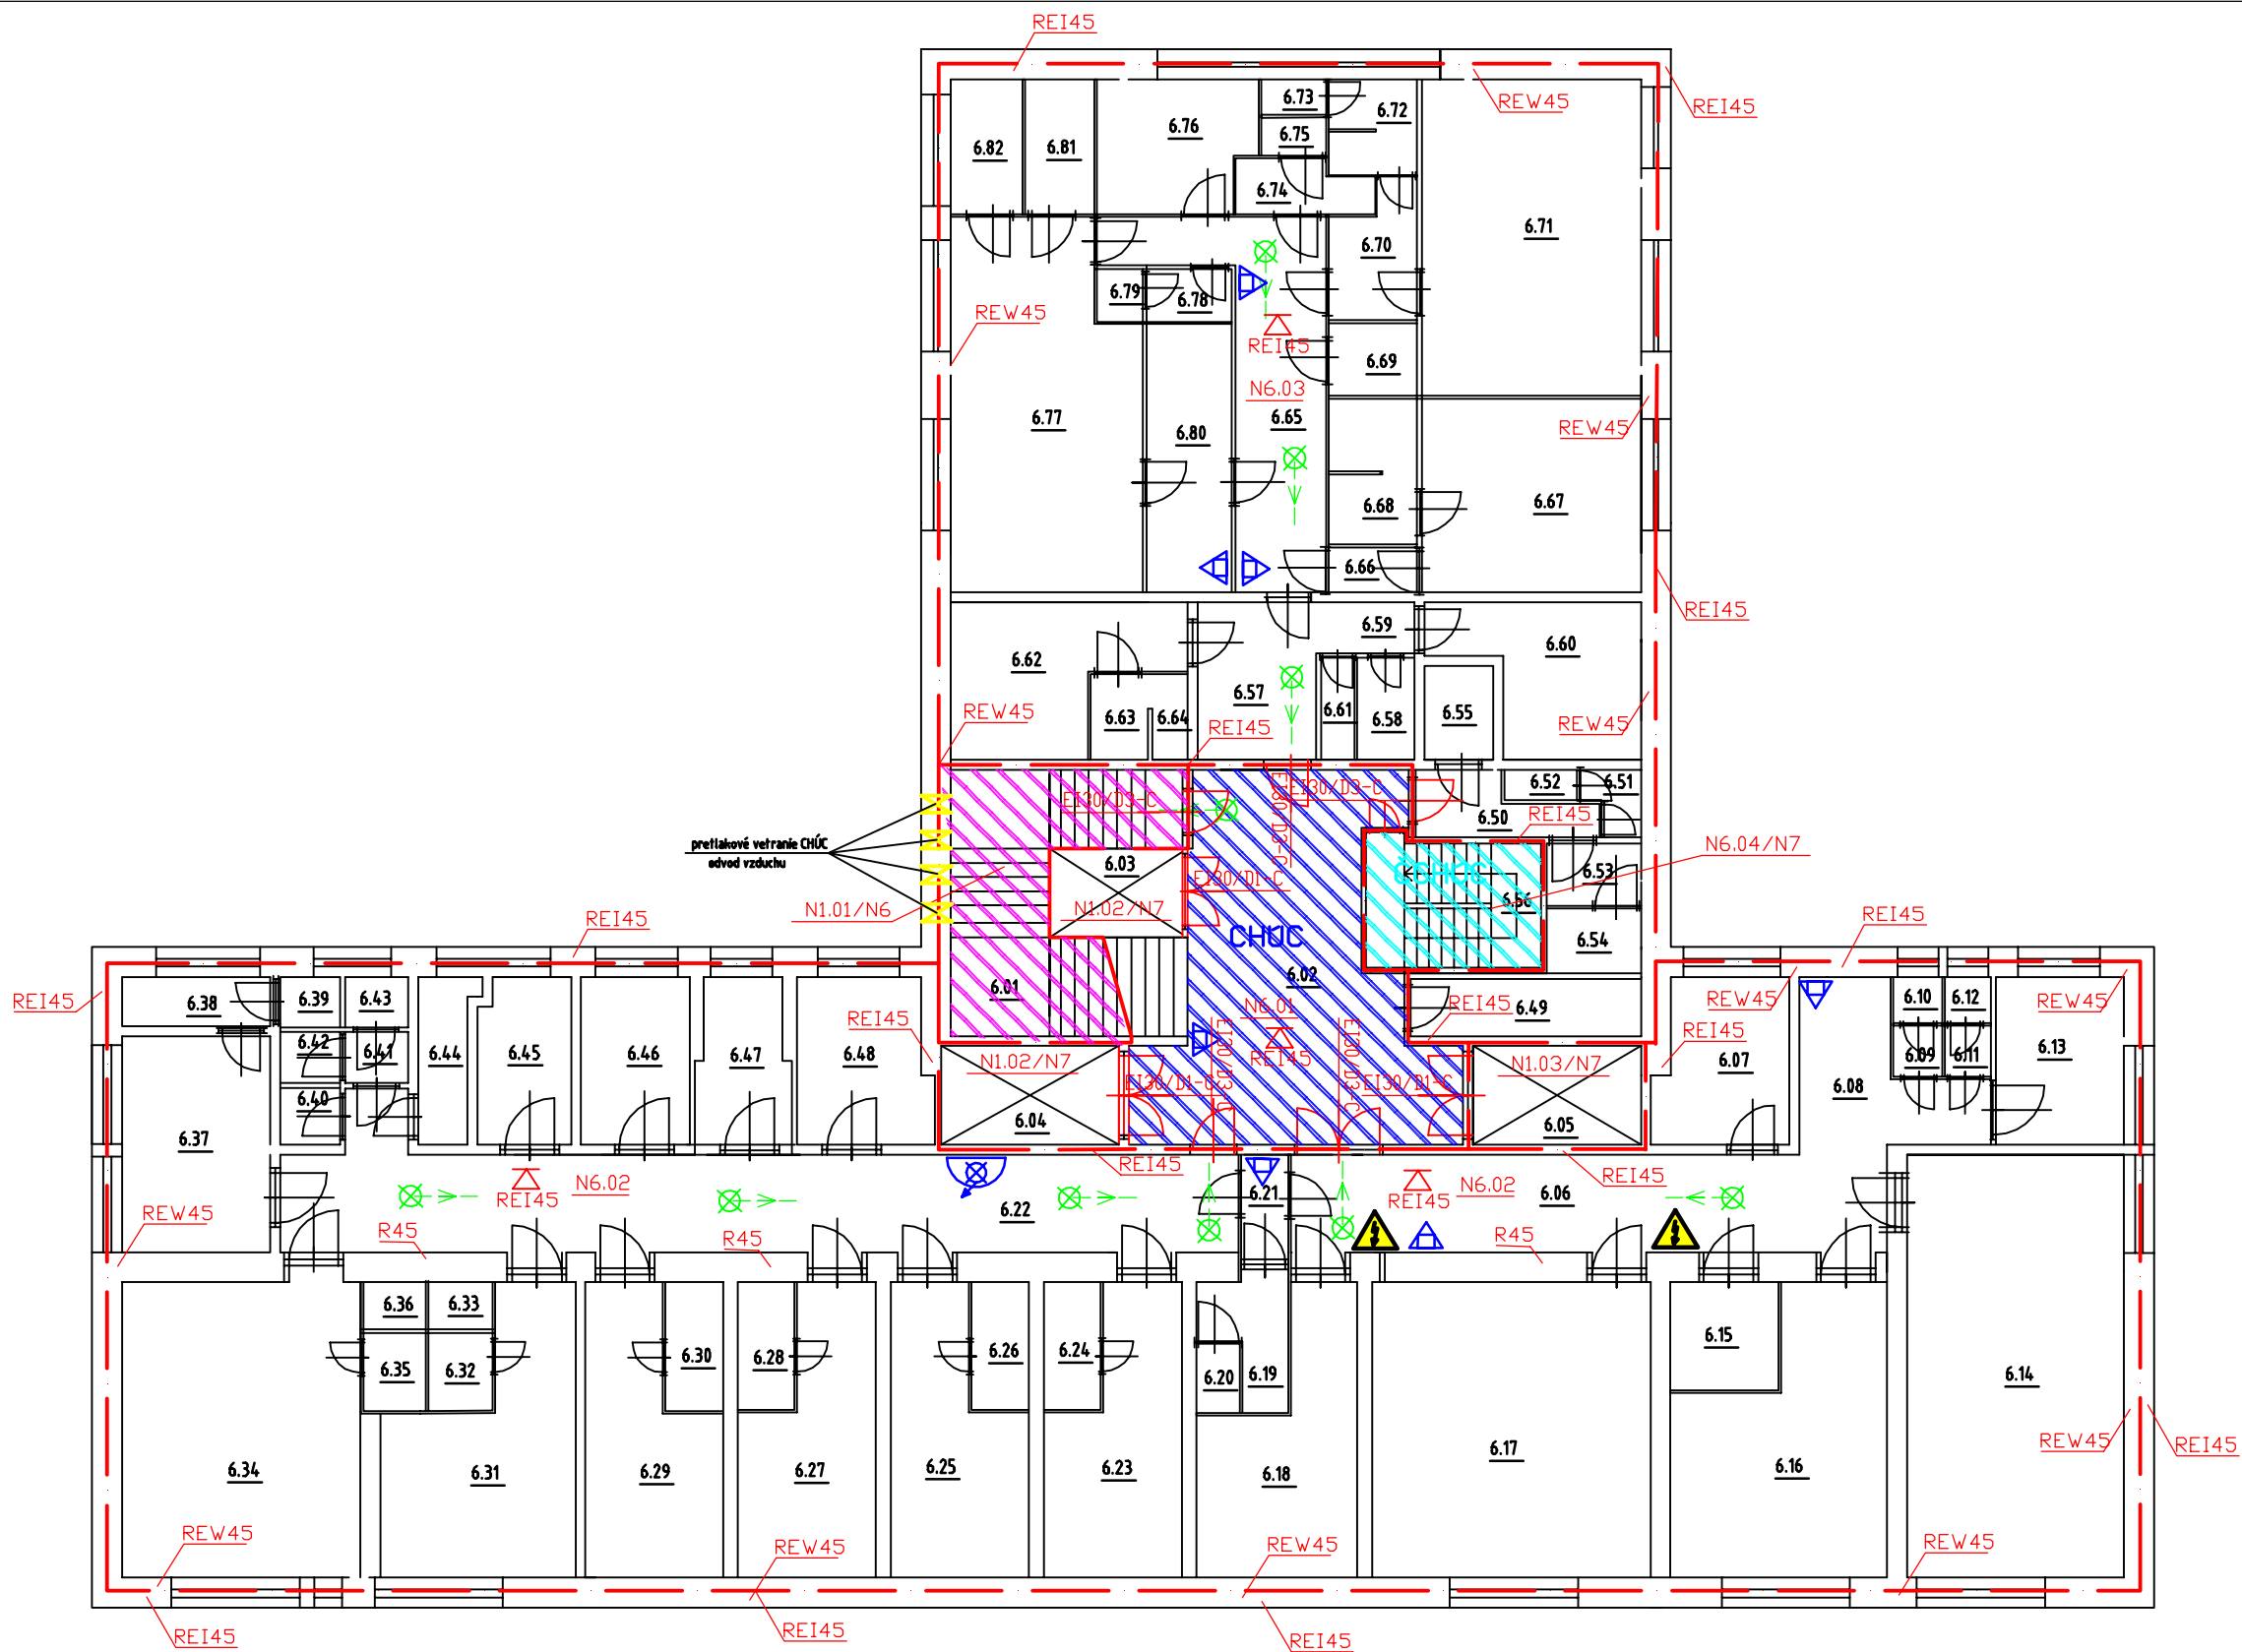 REI45
REW45
REI45
6.73
6.72
6.76
6.75
6.82
6.81
6.74
6.71
6.70
6.79
6.78
REW45
REI45
6.69
N6.03
6.77
6.65
REW45
6.80
6.68
6.67
6.66
REI45
6.59
6.62
6.60
6.57
6.63
6.64
6.61
6.58
6.55
REW45
REI45
REW45
6.52
6.51
EI30/D3-C
EI30/D3-C
EI30/D3-C
6.50
REI45
pretlakové vetranie CHÚC
odvod vzduchu
6.03
N6.04/N7
ČCHÚC
6.53
EI30/D1-C
N1.01/N6
N1.02/N7
6.56
REI45
CHÚC
6.54
REI45
6.02
6.01
REI45
6.38
6.39
6.43
N6.01
REI45
6.49
REW45
6.10
6.12
REW45
REI45
REI45
6.42
6.41
6.44
6.45
6.46
6.47
6.48
N1.02/N7
EI30/D3-C
REI45
EI30/D3-C
N1.03/N7
6.07
6.09
6.11
6.13
EI30/D1-C
EI30/D1-C
6.08
6.40
6.37
6.04
6.05
REI45
REI45
REI45
N6.02
REI45
N6.02
6.21
6.06
REW45
R45
6.22
R45
R45
6.36
6.33
6.35
6.32
6.30
6.28
6.26
6.24
6.20
6.19
6.15
6.14
6.34
6.31
6.29
6.27
6.25
6.23
6.18
6.17
6.16
REW45
REI45
REW45
REW45
REW45
REW45
REI45
REI45
REI45